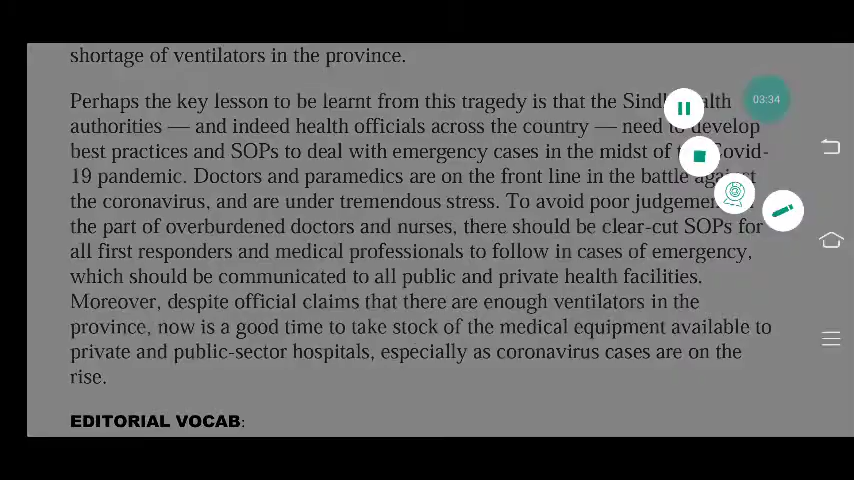 shortage of ventilators in the province.
Perhaps the key lesson to be learnt from this tragedy is that the Sindh Health
authorities — and indeed health officials across the country — need to develop
best practices and SOPs to deal with emergency cases in the midst of the Covid-
19 pandemic. Doctors and paramedics are on the front line in the battle against
the coronavirus, and are under tremendous stress. To avoid poor judgement
the part of overburdened doctors and nurses, there should be clear-cut SOPs for
all first responders and medical professionals to follow in cases of emergency,
which should be communicated to all public and private health facilities.
Moreover, despite official claims that there are enough ventilators in the
province, now is a good time to take stock of the medical equipment available to
private and public-sector hospitals, especially as coronavirus cases are on the
rise.
EDITORIAL VOCAB:
03:34